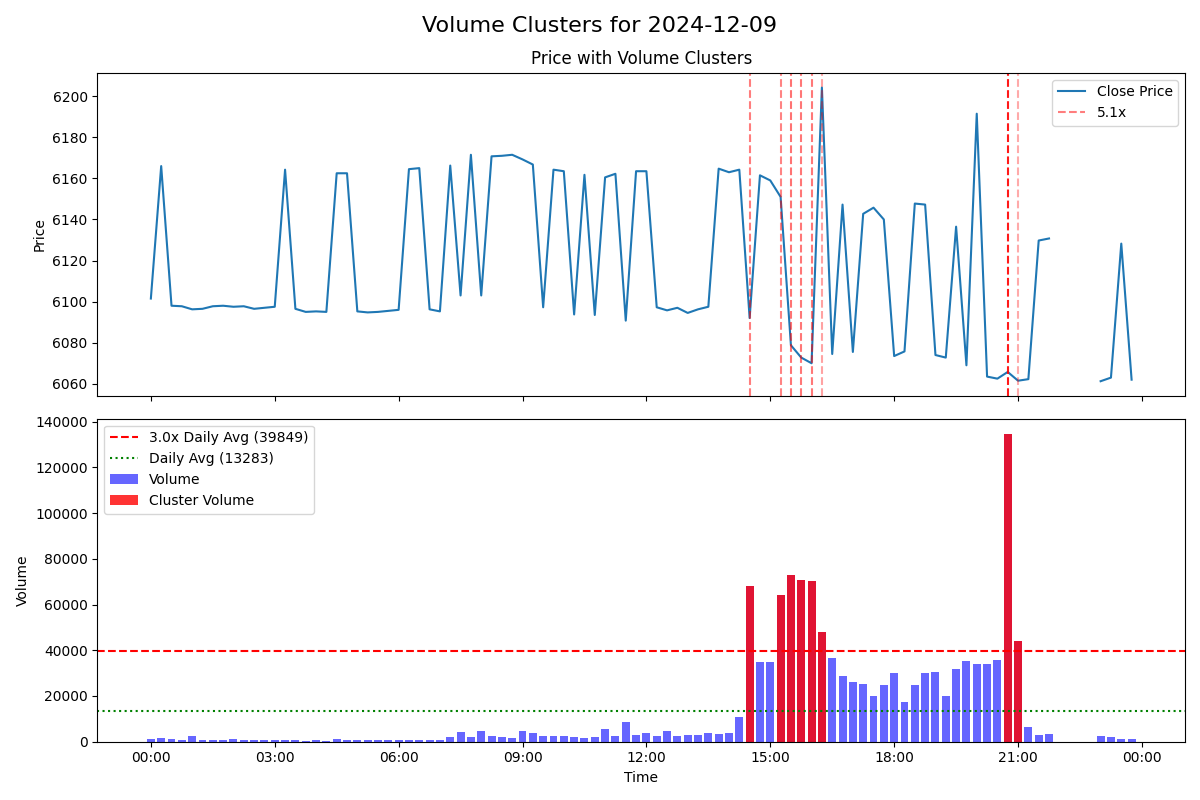 Volume Clusters for 2024-12-09
Price with Volume Clusters
6200
6180
6160
6140
6120
6100
6080
6060
Price
Close Price
5.1x
140000
120000
100000
80000
60000
40000
20000
0
Volume
3.0x Daily Avg (39849)
Daily Avg (13283)
Volume
Cluster Volume
00:00 03:00 06:00 09:00 12:00 15:00 18:00 21:00 00:00
Time